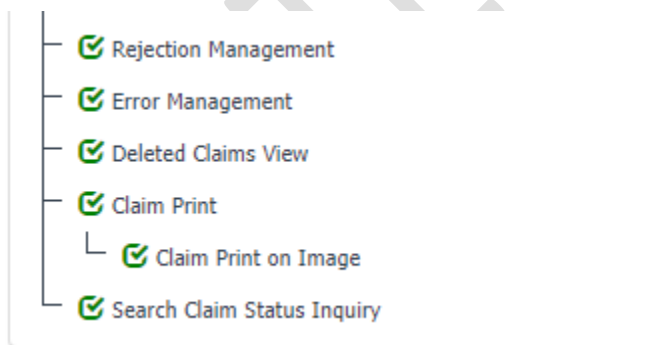 Rejection Management
Error Management
Deleted Claims View
Claim Print
Claim Print on Image
Search Claim Status Inquiry